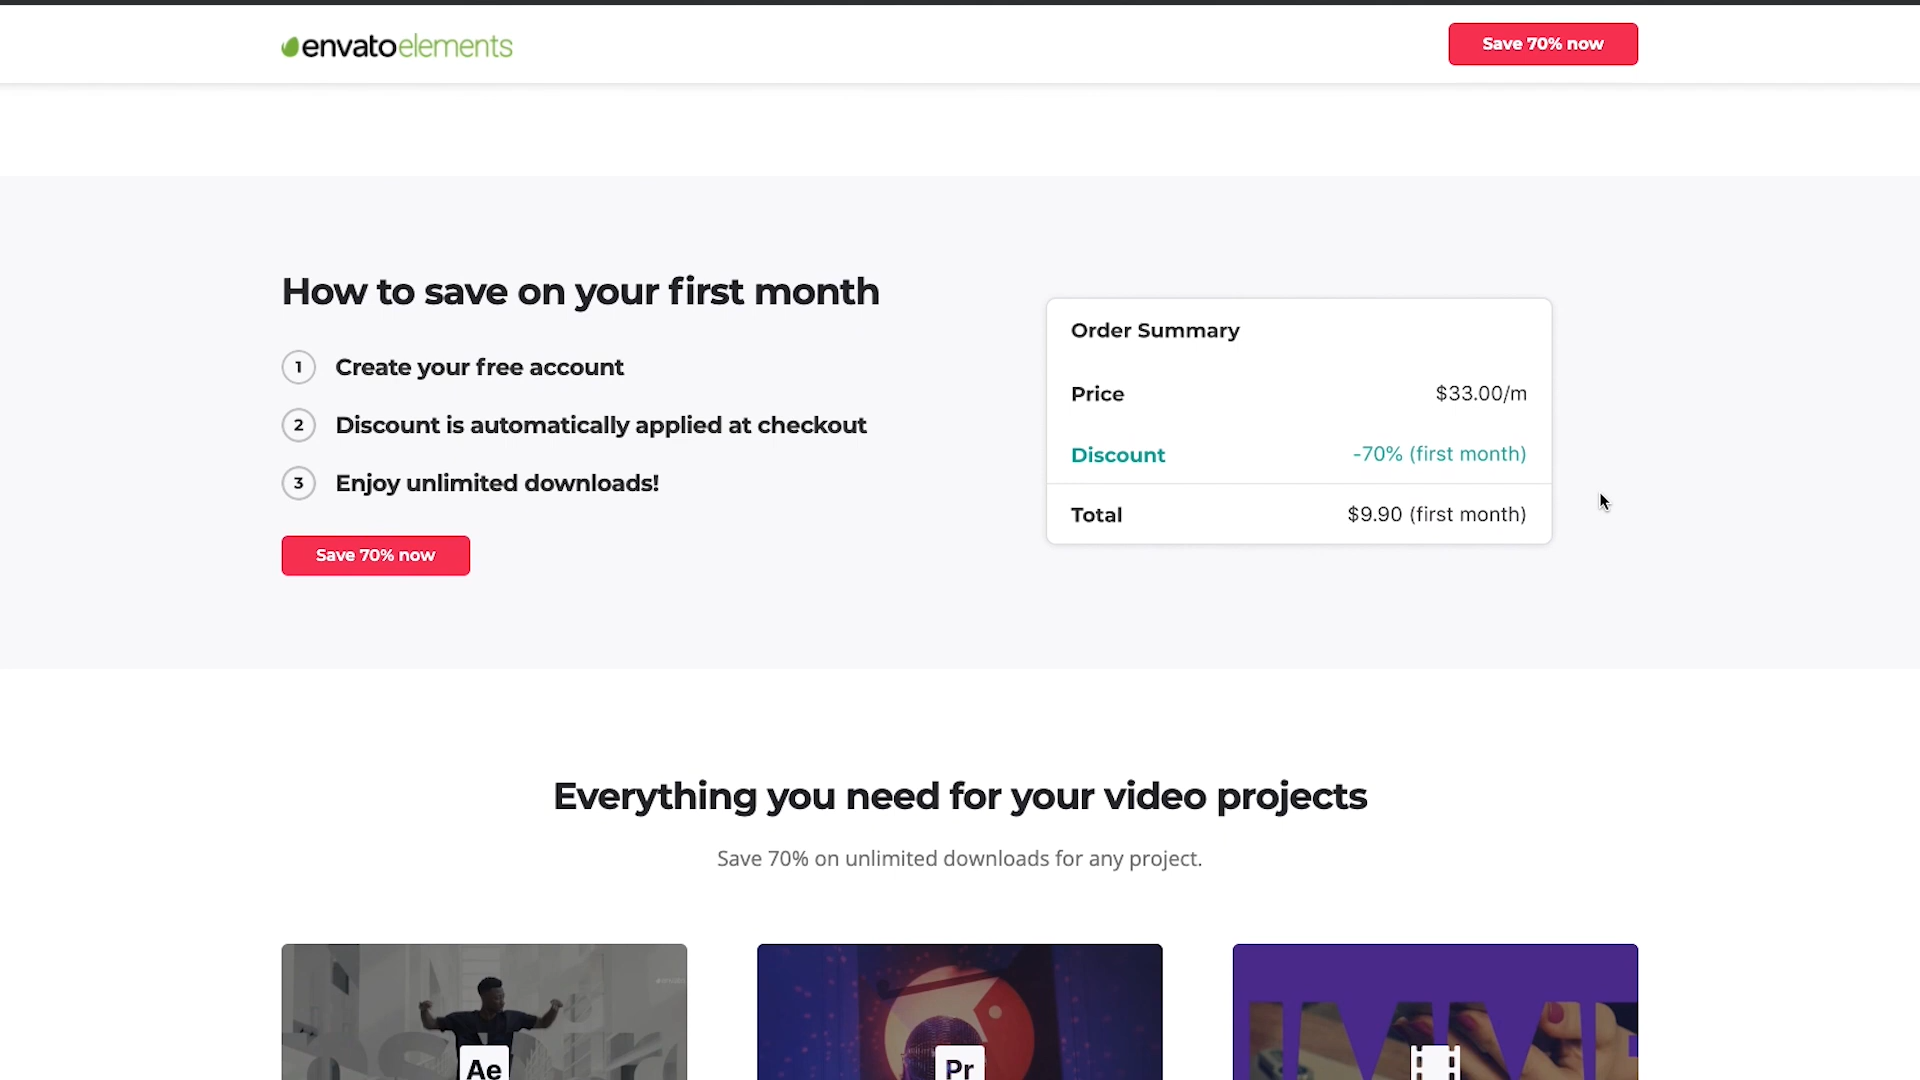 envatoelements
Save 70% now
How to save on your first month
1 Create your free account
2 Discount is automatically applied at checkout
3 Enjoy unlimited downloads!
Save 70% now
Order Summary
Price $33.00/m
Discount -70% (first month)
Total $9.90 (first month)
Everything you need for your video projects
Save 70% on unlimited downloads for any project.
Ae
Pr